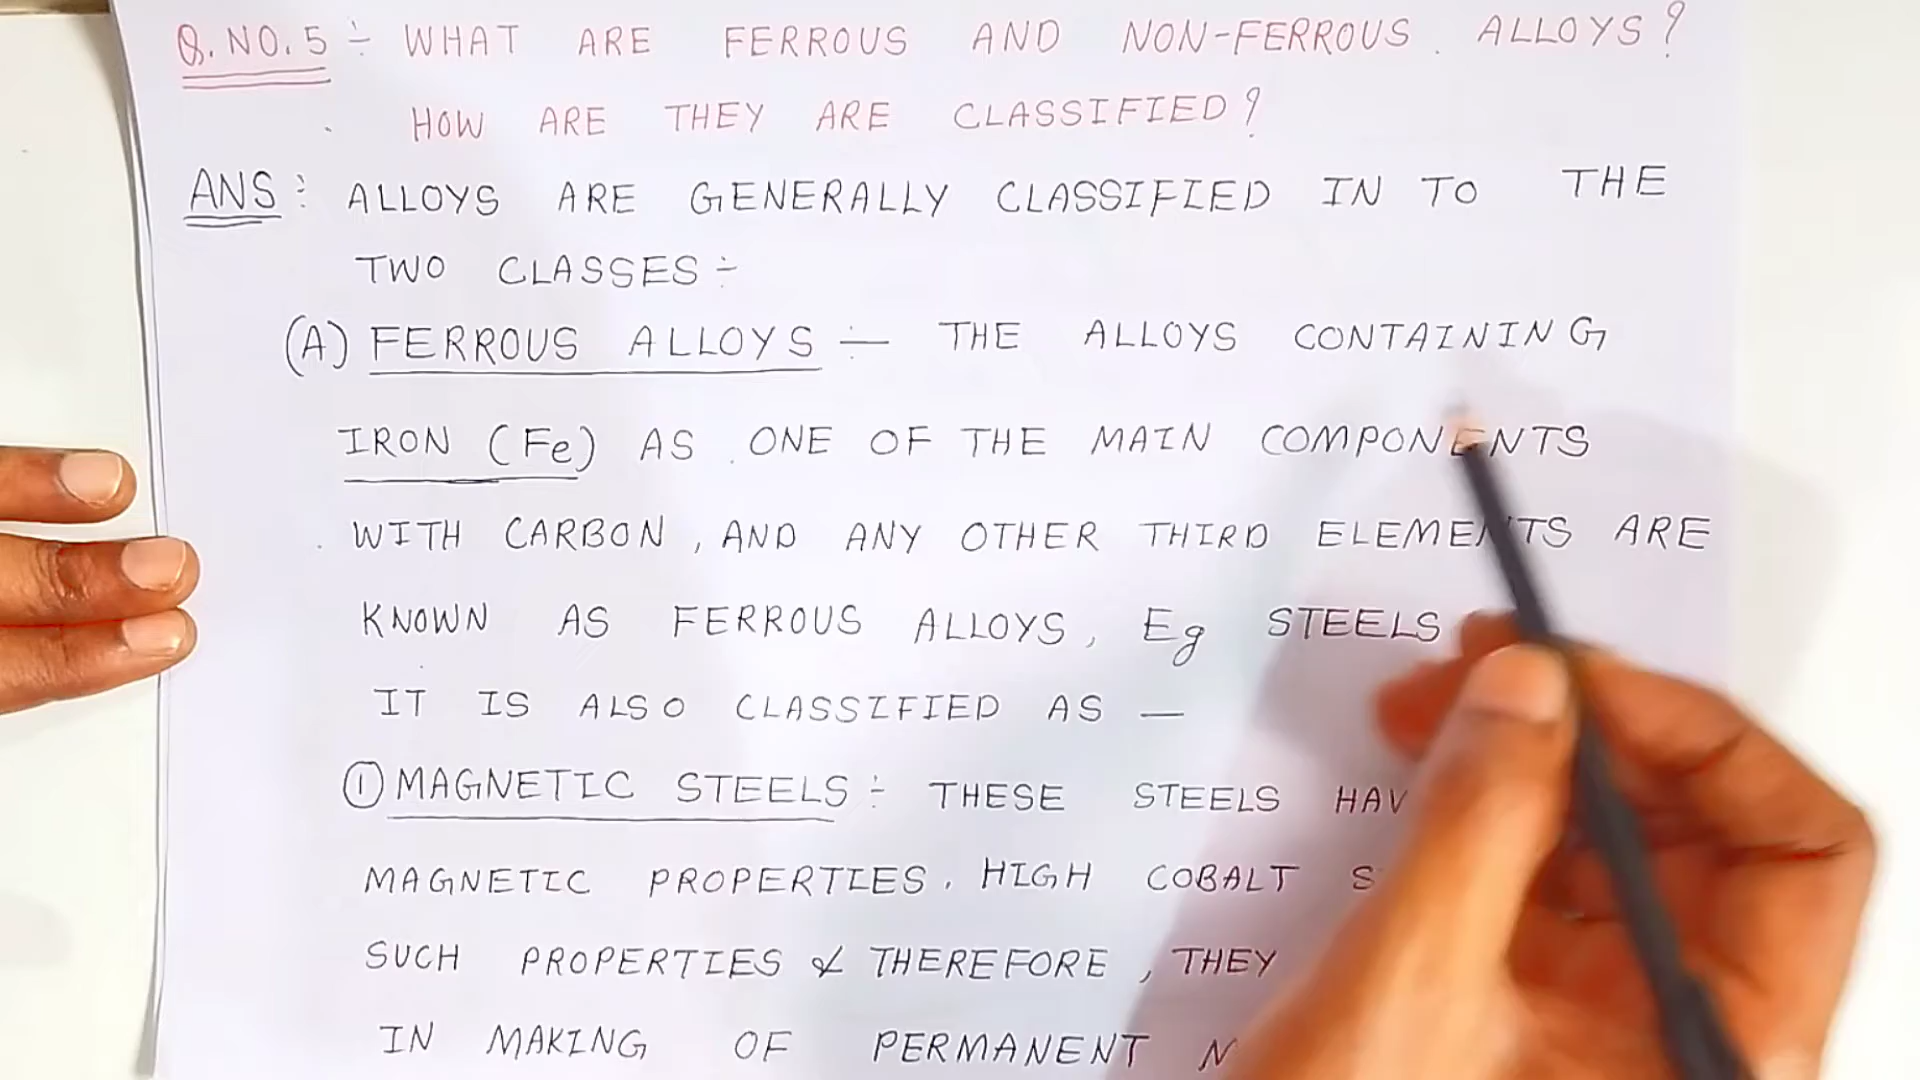 Q. NO. 5 :- WHAT ARE FERROUS AND NON-FERROUS ALLOYS?
HOW ARE THEY ARE CLASSIFIED?
ANS :- ALLOYS ARE GENERALLY CLASSIFIED IN TO THE
TWO CLASSES :-
(A) FERROUS ALLOYS :- THE ALLOYS CONTAINING
IRON (Fe) AS ONE OF THE MAIN COMPONENTS
WITH CARBON, AND ANY OTHER THIRD ELEMENTS ARE
KNOWN AS FERROUS ALLOYS, Eg STEELS
IT IS ALSO CLASSIFIED AS —
① MAGNETIC STEELS :- THESE STEELS
MAGNETIC PROPERTIES. HIGH COBALT
SUCH PROPERTIES & THEREFORE, THEY
IN MAKING OF PERMANENT